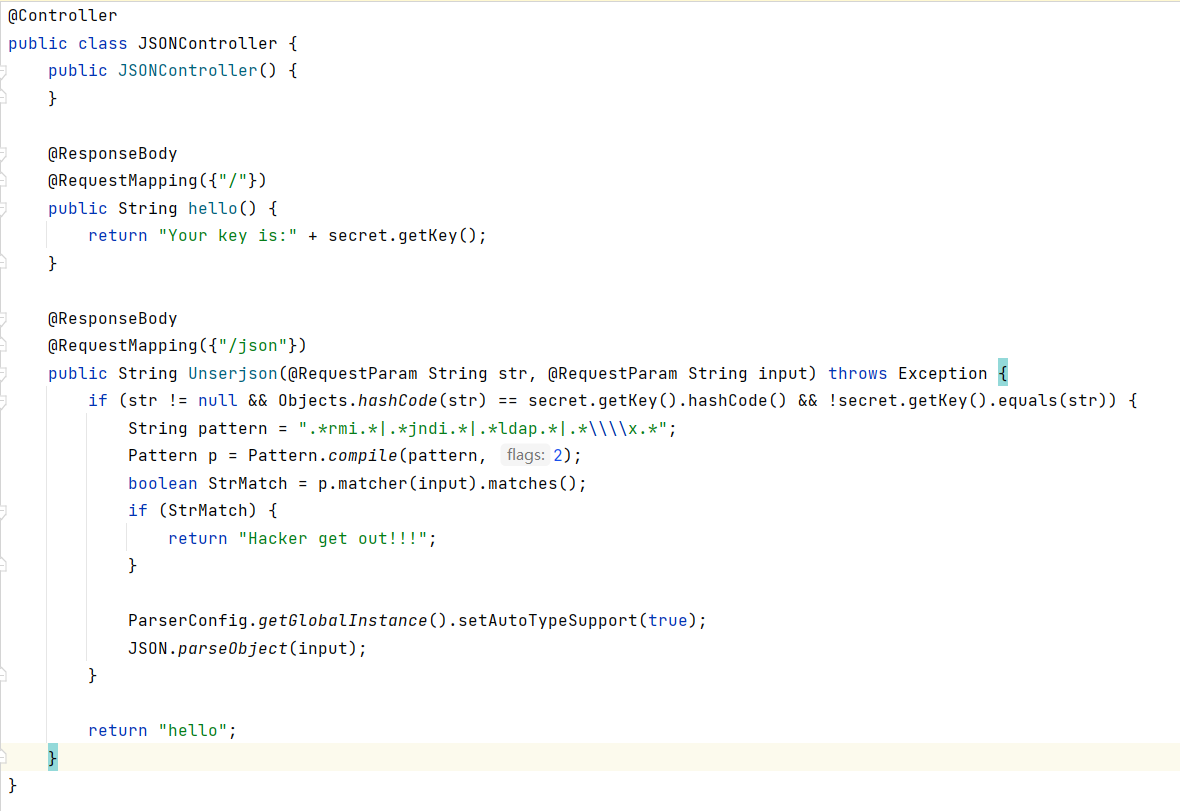 @Controller
public class JSONController {
    public JSONController() {
    }

    @ResponseBody
    @RequestMapping({"/"})
    public String hello() {
        return "Your key is:" + secret.getKey();
    }

    @ResponseBody
    @RequestMapping({"/json"})
    public String Unserjson(@RequestParam String str, @RequestParam String input) throws Exception {
        if (str != null && Objects.hashCode(str) == secret.getKey().hashCode() && !secret.getKey().equals(str)) {
            String pattern = ".*rmi.*|.*jndi.*|.*ldap.*|.*\\\\x.*";
            Pattern p = Pattern.compile(pattern, flags: 2);
            boolean StrMatch = p.matcher(input).matches();
            if (StrMatch) {
                return "Hacker get out!!!";
            }

            ParserConfig.getGlobalInstance().setAutoTypeSupport(true);
            JSON.parseObject(input);
        }

        return "hello";
    }
}